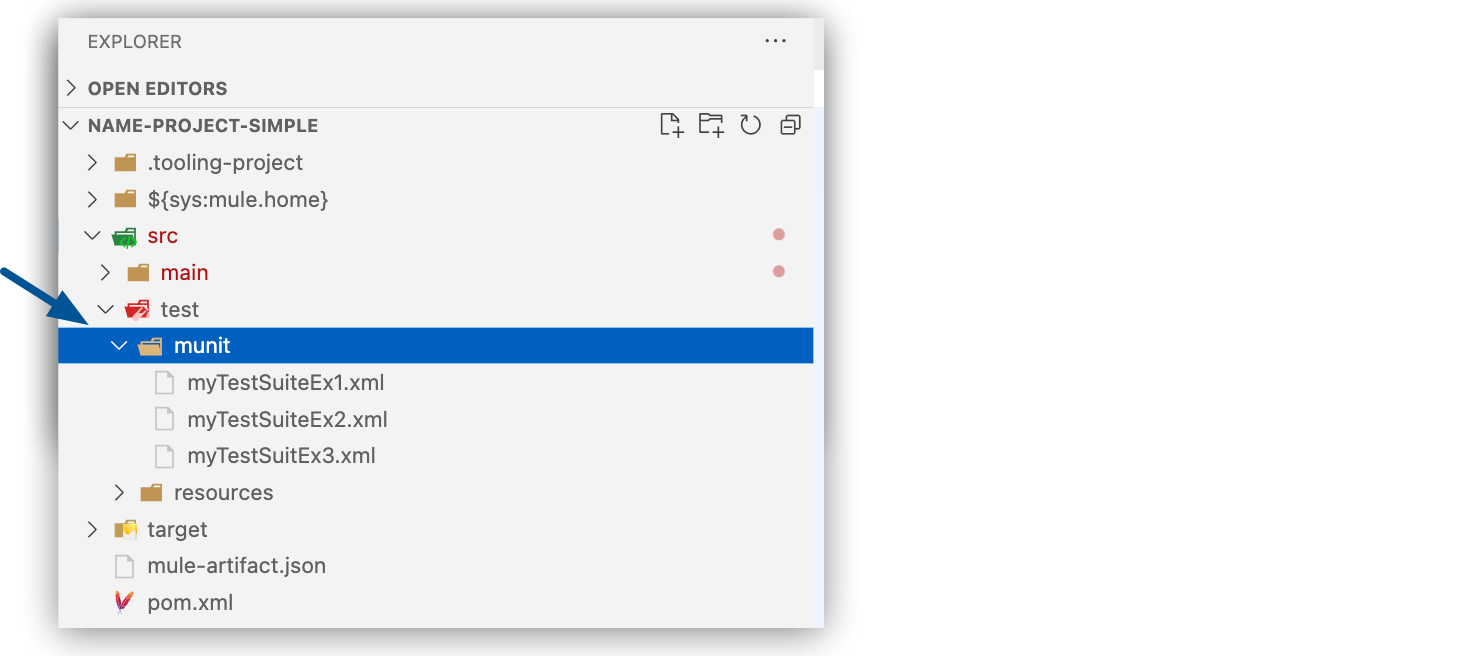 EXPLORER
OPEN EDITORS
NAME-PROJECT-SIMPLE
.tooling-project
${sys:mule.home}
src
main
test
munit
myTestSuiteEx1.xml
myTestSuiteEx2.xml
myTestSuitEx3.xml
resources
target
mule-artifact.json
pom.xml